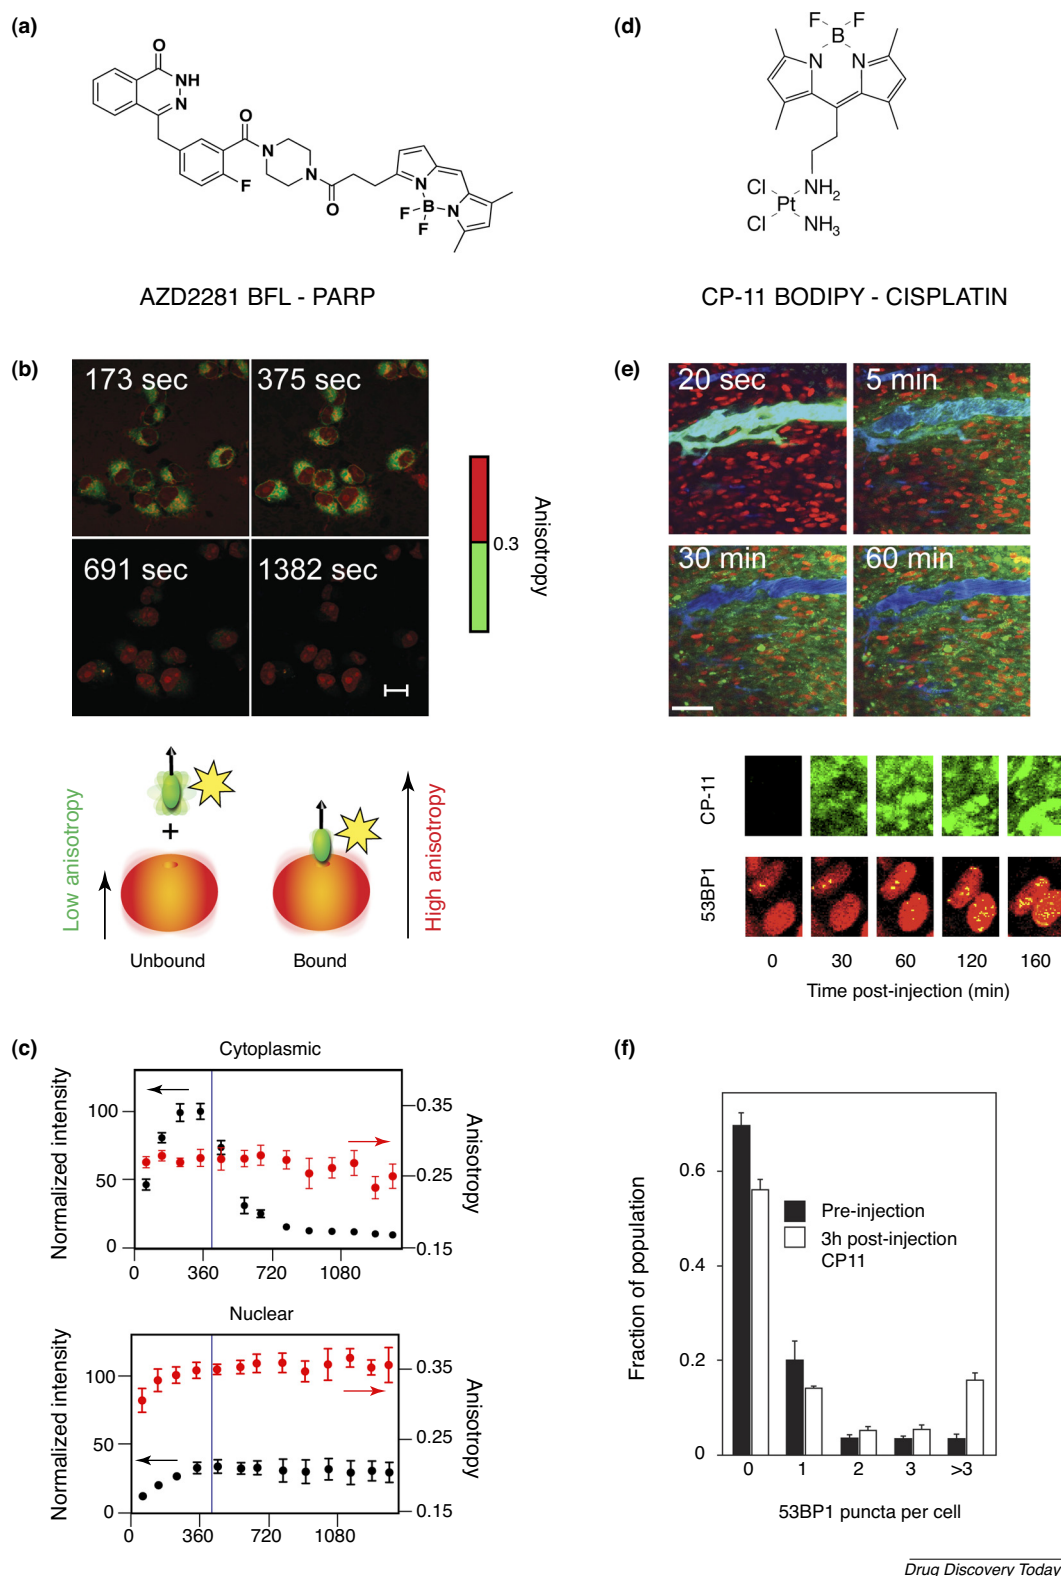 (a)
O
NH
N
O
N
N
F
O
N
N
B
F
F
AZD2281 BFL - PARP
(d)
F
F
B
N
N
Cl
NH2
Pt
Cl
NH3
CP-11 BODIPY - CISPLATIN
(b)
173 sec
375 sec
691 sec
1382 sec
0.3
Anisotropy
Low anisotropy
+
High anisotropy
Unbound
Bound
(e)
20 sec
5 min
30 min
60 min
CP-11
53BP1
0 30 60 120 160
Time post-injection (min)
(c)
Cytoplasmic
Normalized intensity
100
50
0
0 360 720 1080
0.35
0.25
0.15
Anisotropy
Nuclear
Normalized intensity
100
50
0
0 360 720 1080
0.35
0.25
0.15
Anisotropy
(f)
Fraction of population
0.6
0.4
0.2
0
Pre-injection
3h post-injection
CP11
0 1 2 3 >3
53BP1 puncta per cell
Drug Discovery Today